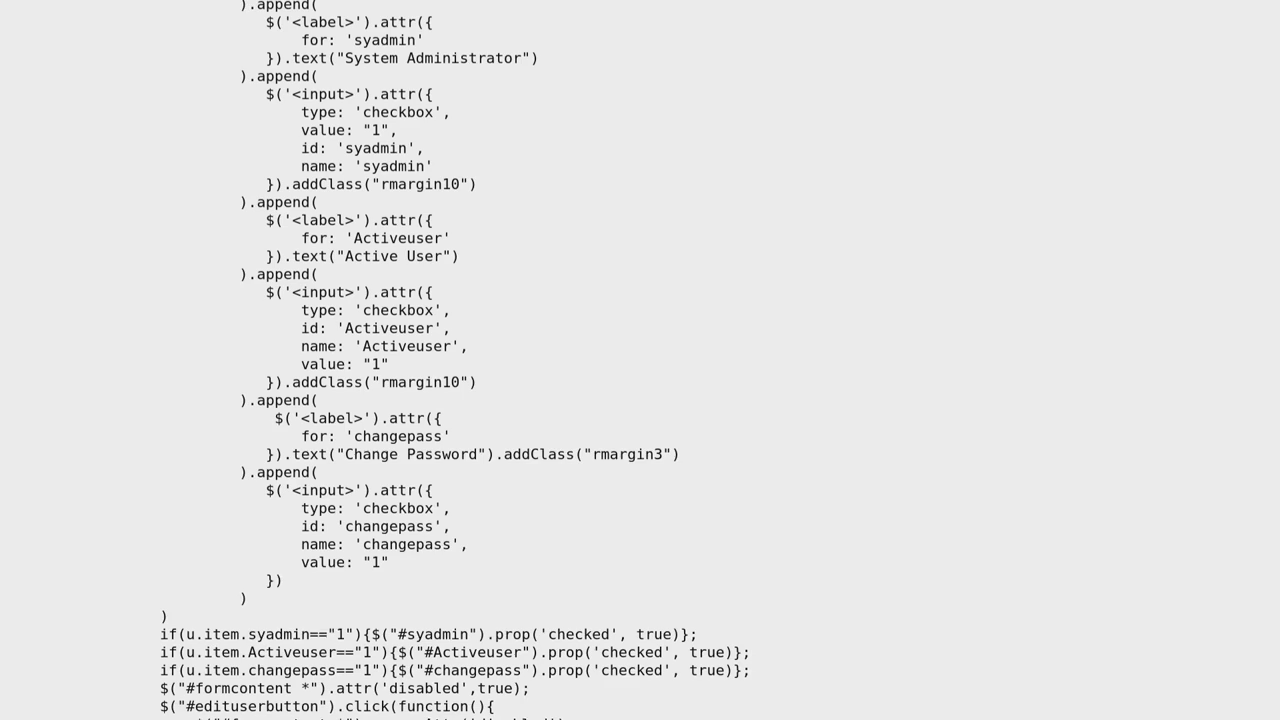 ).append(
$('<label>').attr({
for: 'syadmin'
}).text("System Administrator")
).append(
$('<input>').attr({
type: 'checkbox',
value: "1",
id: 'syadmin',
name: 'syadmin'
}).addClass("rmargin10")
).append(
$('<label>').attr({
for: 'Activeuser'
}).text("Active User")
).append(
$('<input>').attr({
type: 'checkbox',
id: 'Activeuser',
name: 'Activeuser',
value: "1"
}).addClass("rmargin10")
).append(
$('<label>').attr({
for: 'changepass'
}).text("Change Password").addClass("rmargin3")
).append(
$('<input>').attr({
type: 'checkbox',
id: 'changepass',
name: 'changepass',
value: "1"
})
)
)
if(u.item.syadmin=="1"){$("#syadmin").prop('checked', true)};
if(u.item.Activeuser=="1"){$("#Activeuser").prop('checked', true)};
if(u.item.changepass=="1"){$("#changepass").prop('checked', true)};
$("#formcontent *").attr('disabled',true);
$("#edituserbutton").click(function(){